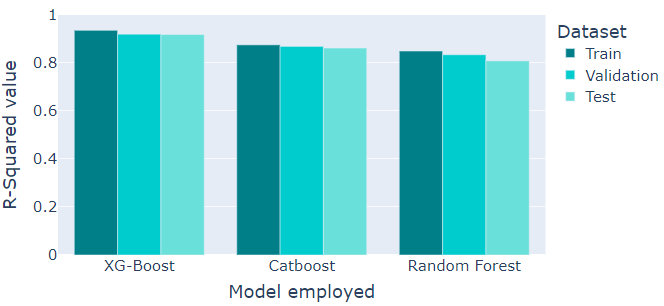 1
0.8
0.6
0.4
0.2
0
R-Squared value
XG-Boost
Catboost
Random Forest
Model employed
Dataset
Train
Validation
Test